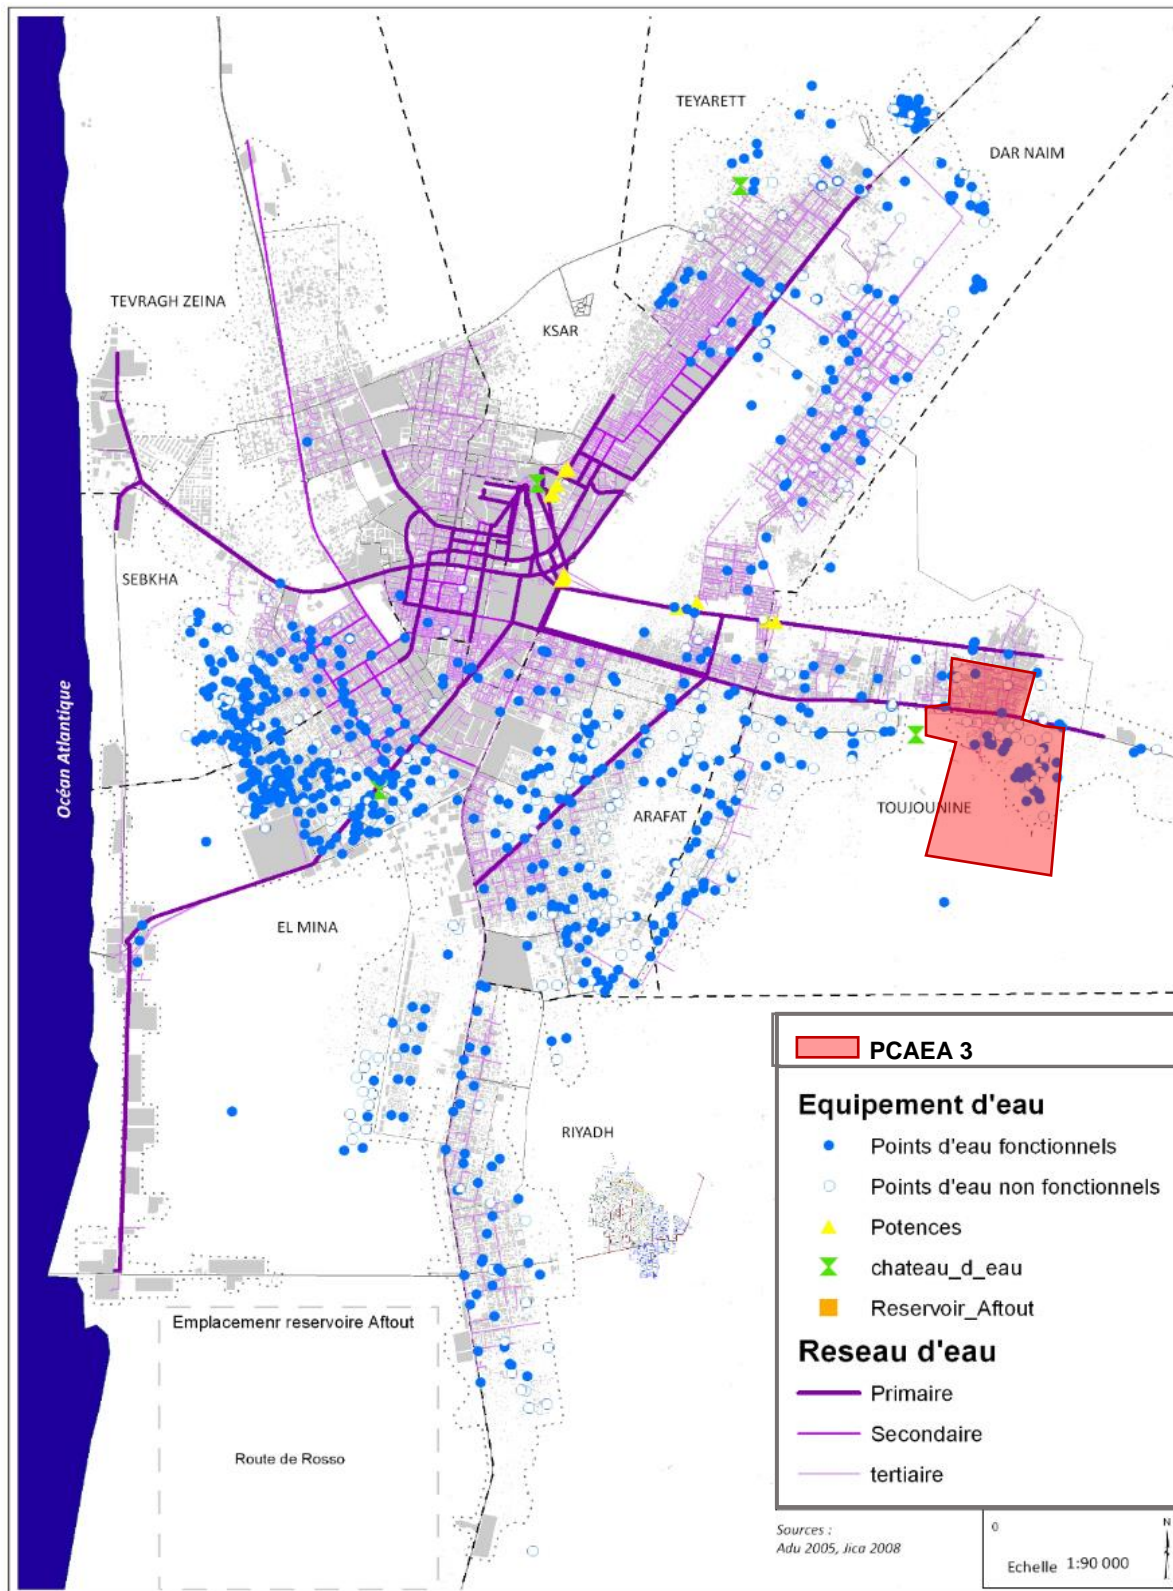 TEYARETT
DAR NAIM
TEVRAGH ZEINA
KSAR
SEBKHA
Océan Atlantique
TOUJOUNINE
ARAFAT
EL MINA
RIYADH
Emplacemenr reservoire Aftout
Route de Rosso
PCAEA 3
Equipement d'eau
Points d'eau fonctionnels
Points d'eau non fonctionnels
Potences
chateau_d_eau
Reservoir_Aftout
Reseau d'eau
Primaire
Secondaire
tertiaire
Sources :
Adu 2005, Jica 2008
0
N
Echelle 1:90 000